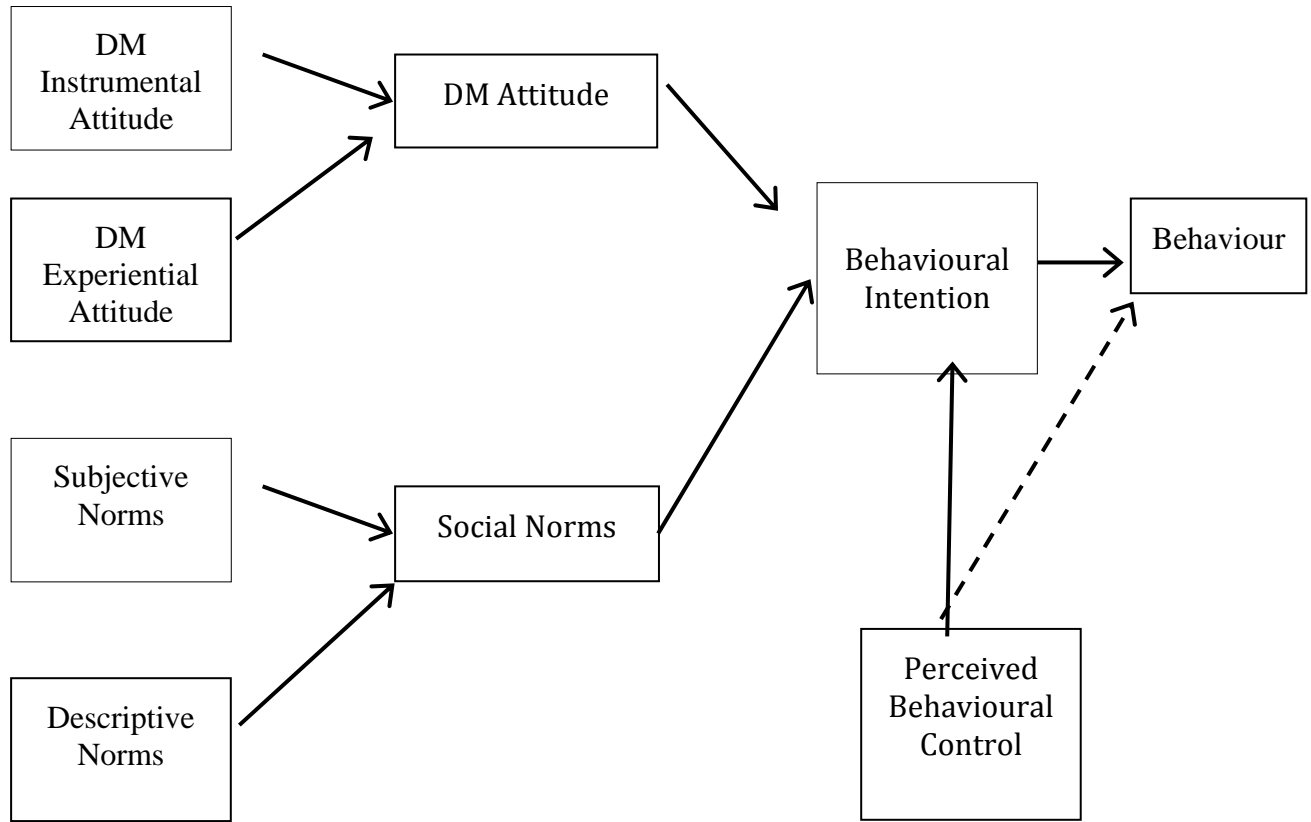 DM
Instrumental
Attitude
DM Attitude
DM
Experiential
Attitude
Behavioural
Intention
Behaviour
Subjective
Norms
Social Norms
Descriptive
Norms
Perceived
Behavioural
Control